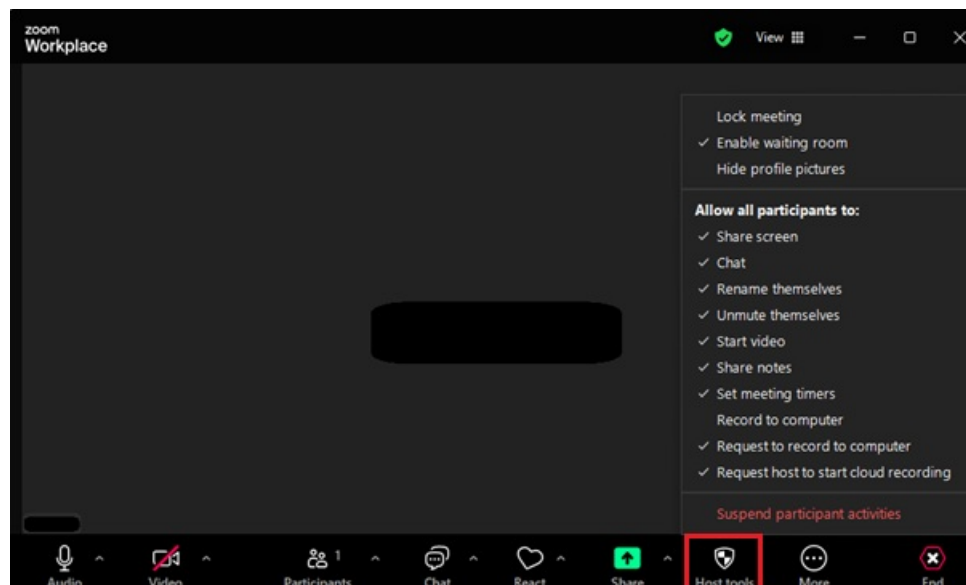 zoom
Workplace
View
Lock meeting
✓ Enable waiting room
Hide profile pictures
Allow all participants to:
✓ Share screen
✓ Chat
✓ Rename themselves
✓ Unmute themselves
✓ Start video
✓ Share notes
✓ Set meeting timers
Record to computer
✓ Request to record to computer
✓ Request host to start cloud recording
Suspend participant activities
1
Audio Video Participants Chat React Share Host tools More End